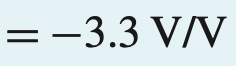 = −3.3 V/V